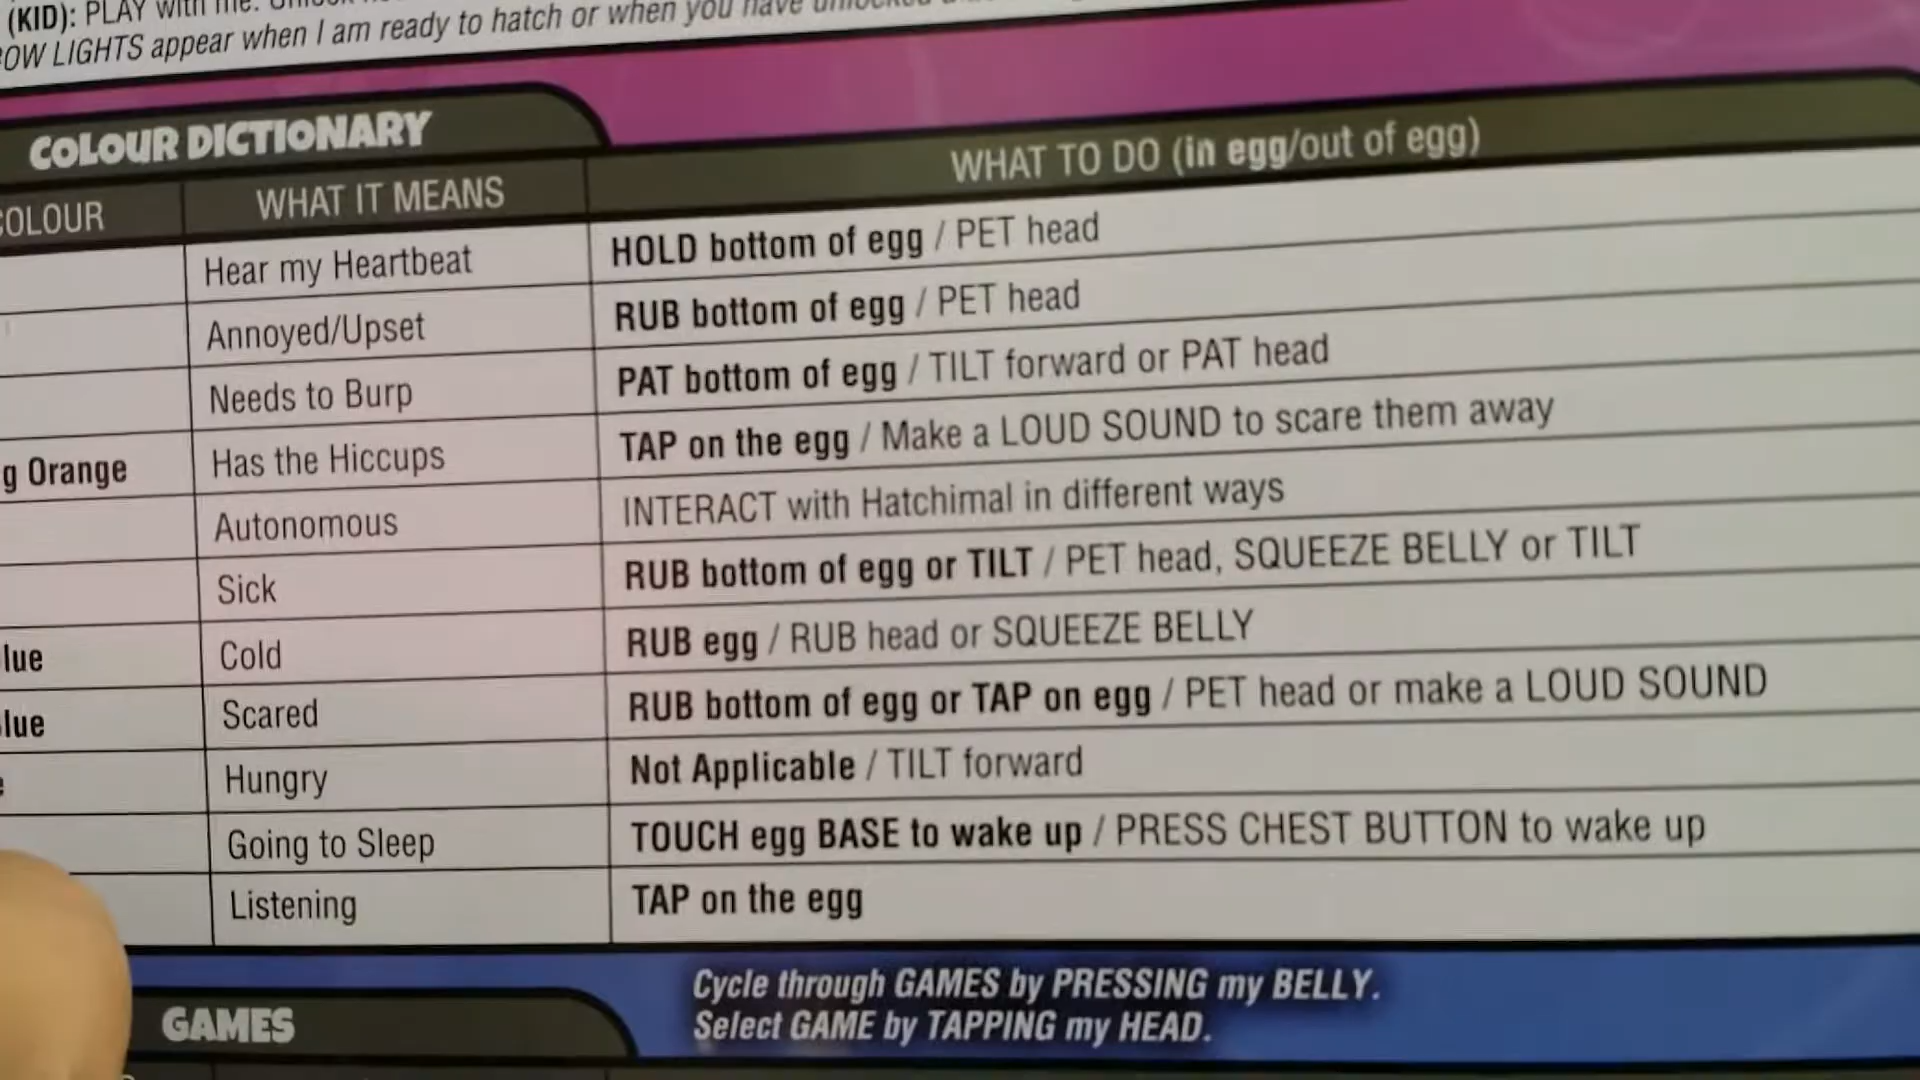 (KID): PLAY with me.
OW LIGHTS appear when I am ready to hatch or when you have
COLOUR DICTIONARY
COLOUR WHAT IT MEANS WHAT TO DO (in egg/out of egg)
Hear my Heartbeat HOLD bottom of egg / PET head
Annoyed/Upset RUB bottom of egg / PET head
Needs to Burp PAT bottom of egg / TILT forward or PAT head
g Orange Has the Hiccups TAP on the egg / Make a LOUD SOUND to scare them away
Autonomous INTERACT with Hatchimal in different ways
Sick RUB bottom of egg or TILT / PET head, SQUEEZE BELLY or TILT
lue Cold RUB egg / RUB head or SQUEEZE BELLY
lue Scared RUB bottom of egg or TAP on egg / PET head or make a LOUD SOUND
Hungry Not Applicable / TILT forward
Going to Sleep TOUCH egg BASE to wake up / PRESS CHEST BUTTON to wake up
Listening TAP on the egg
Cycle through GAMES by PRESSING my BELLY.
Select GAME by TAPPING my HEAD.
GAMES